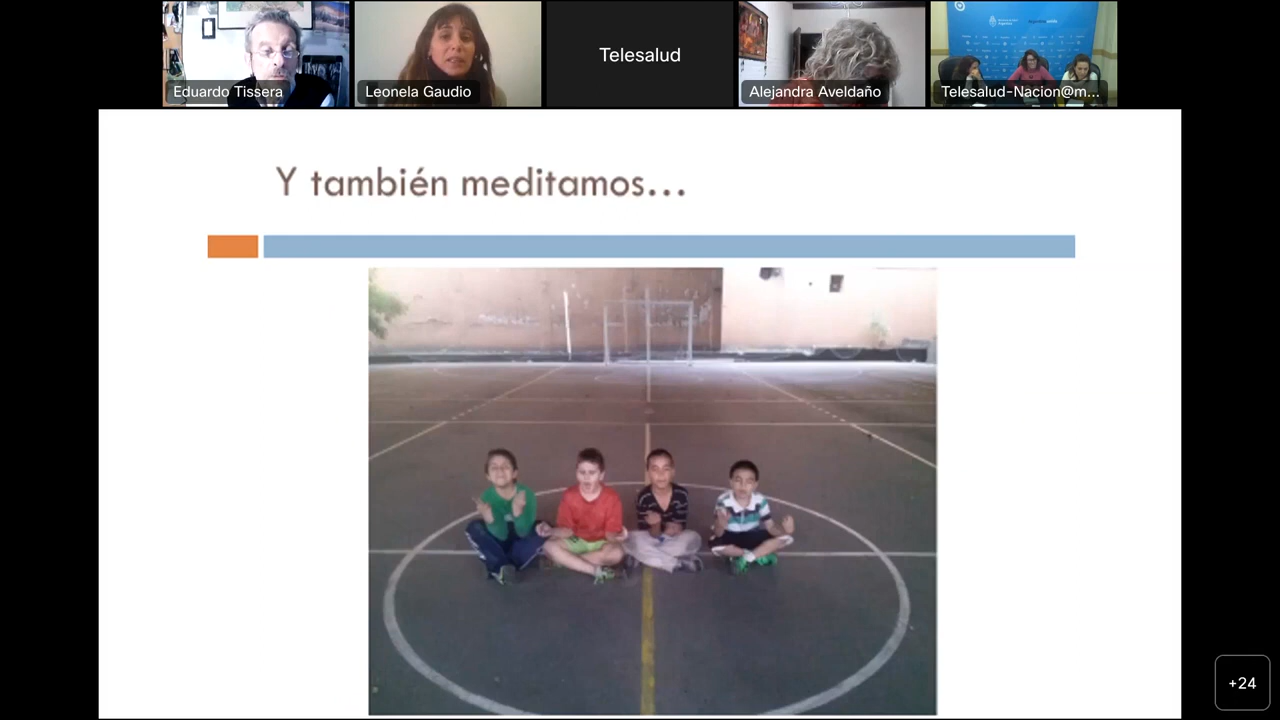 Eduardo Tissera
Leonela Gaudio
Telesalud
Alejandra Aveldaño
Telesalud-Nacion@m...
Y también meditamos...
+24